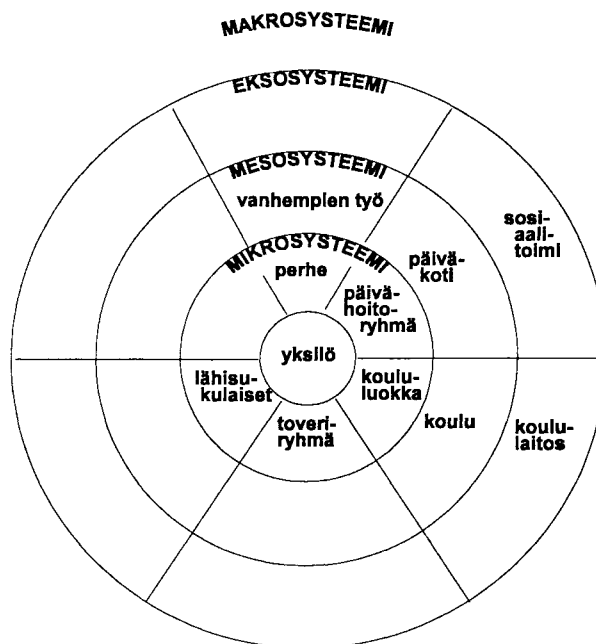 MAKROSYSTEEMI
EKSOSYSTEEMI
MESOSYSTEEMI
vanhempien työ
MIKROSYSTEEMI
perhe
päivä-
hoito-
ryhmä
päivä-
koti
sosi-
aali-
toimi
yksilö
lähisu-
kulaiset
toveri-
ryhmä
koulu-
luokka
koulu
koulu-
laitos